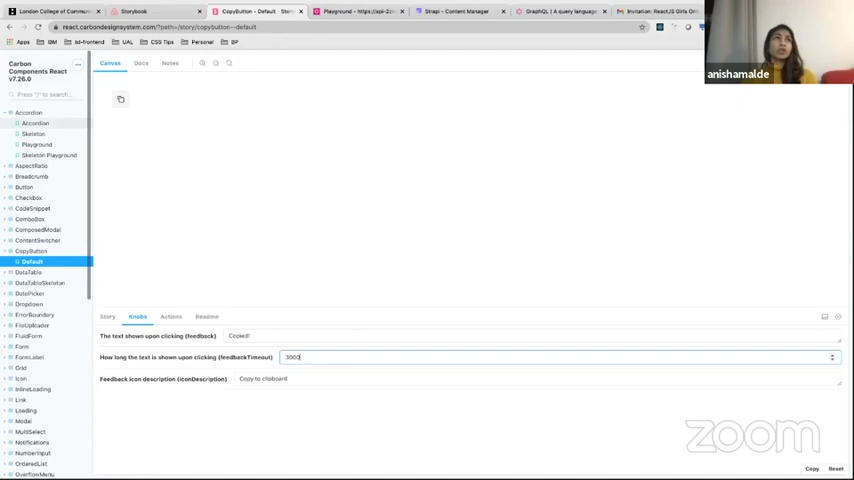 London College of Commun
Storybook
CopyButton - Default · Stor
Playground - https://api-2z
Strapi - Content Manager
GraphQL | A query language
Invitation: ReactJS Girls On
react.carbondesignsystem.com/?path=/story/copybutton--default
Apps
IBM
isl-frontend
UAL
CSS Tips
Personal
BP
anishamalde
Carbon
Components React
v7.26.0
Press "/" to search...
Canvas
Docs
Notes
Accordion
Accordion
Skeleton
Playground
Skeleton Playground
AspectRatio
Breadcrumb
Button
Checkbox
CodeSnippet
ComboBox
ComposedModal
ContentSwitcher
CopyButton
Default
DataTable
DataTableSkeleton
DatePicker
Dropdown
ErrorBoundary
FileUploader
FluidForm
Form
FormLabel
Grid
Icon
InlineLoading
Link
Loading
Modal
MultiSelect
Notifications
NumberInput
OrderedList
OverflowMenu
Story
Knobs
Actions
Readme
The text shown upon clicking (feedback)
Copied!
How long the text is shown upon clicking (feedbackTimeout)
3000
Feedback icon description (iconDescription)
Copy to clipboard
zoom
Copy
Reset